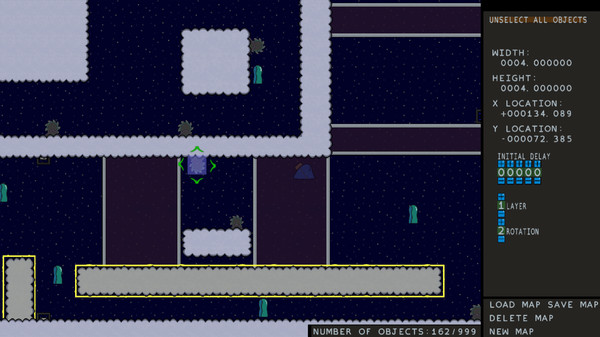 UNSELECT ALL OBJECTS
WIDTH:
0004. 000000
HEIGHT:
0004. 000000
X LOCATION:
+000134. 089
Y LOCATION:
-000072. 385
INITIAL DELAY
00000
1 LAYER
2 ROTATION
LOAD MAP SAVE MAP
DELETE MAP
NUMBER OF OBJECTS:162/999
NEW MAP